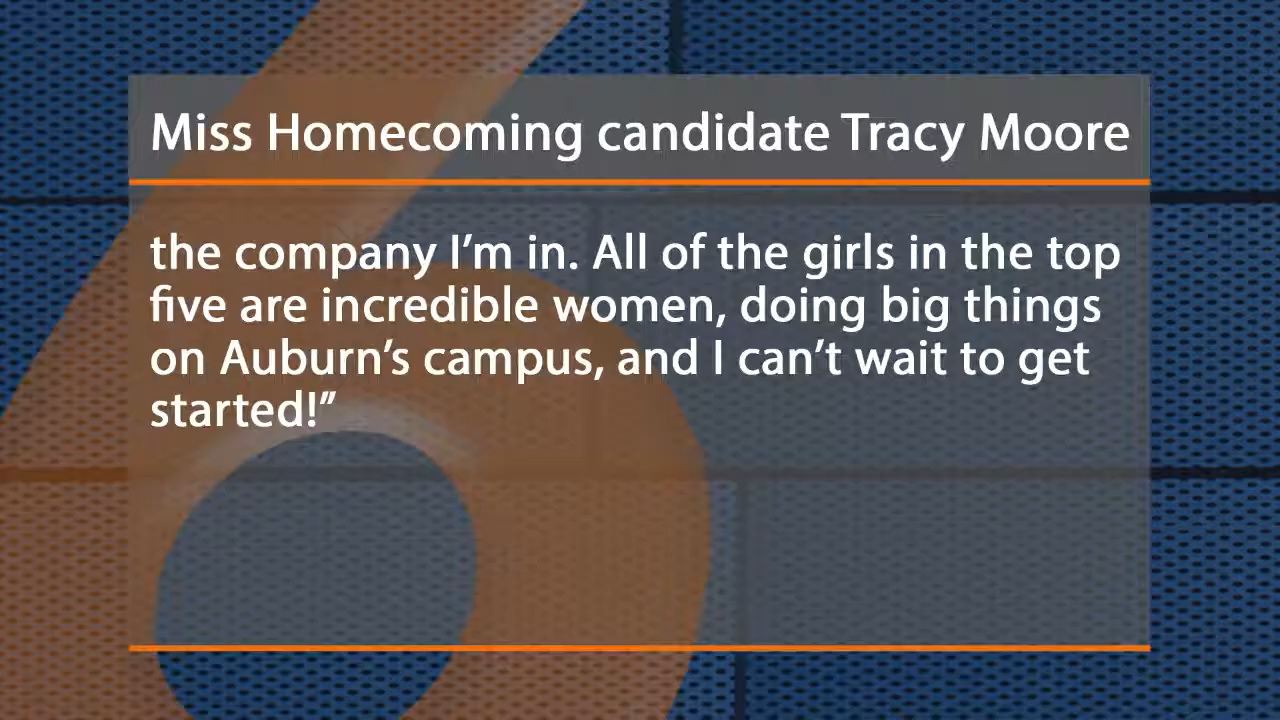 Miss Homecoming candidate Tracy Moore
the company I’m in. All of the girls in the top
five are incredible women, doing big things
on Auburn’s campus, and I can’t wait to get
started!”